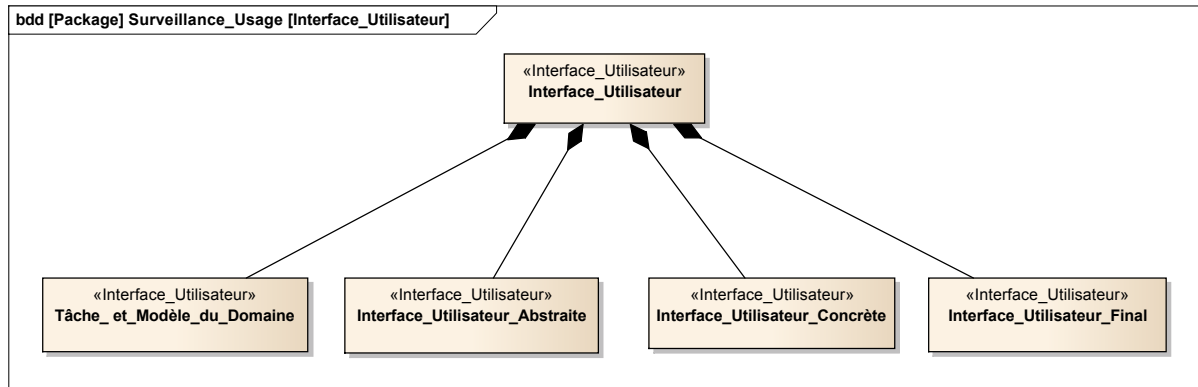 bdd [Package] Surveillance_Usage [Interface_Utilisateur]
«Interface_Utilisateur»
Interface_Utilisateur
«Interface_Utilisateur»
Tâche_ et_Modèle_du_Domaine
«Interface_Utilisateur»
Interface_Utilisateur_Abstraite
«Interface_Utilisateur»
Interface_Utilisateur_Concrète
«Interface_Utilisateur»
Interface_Utilisateur_Final